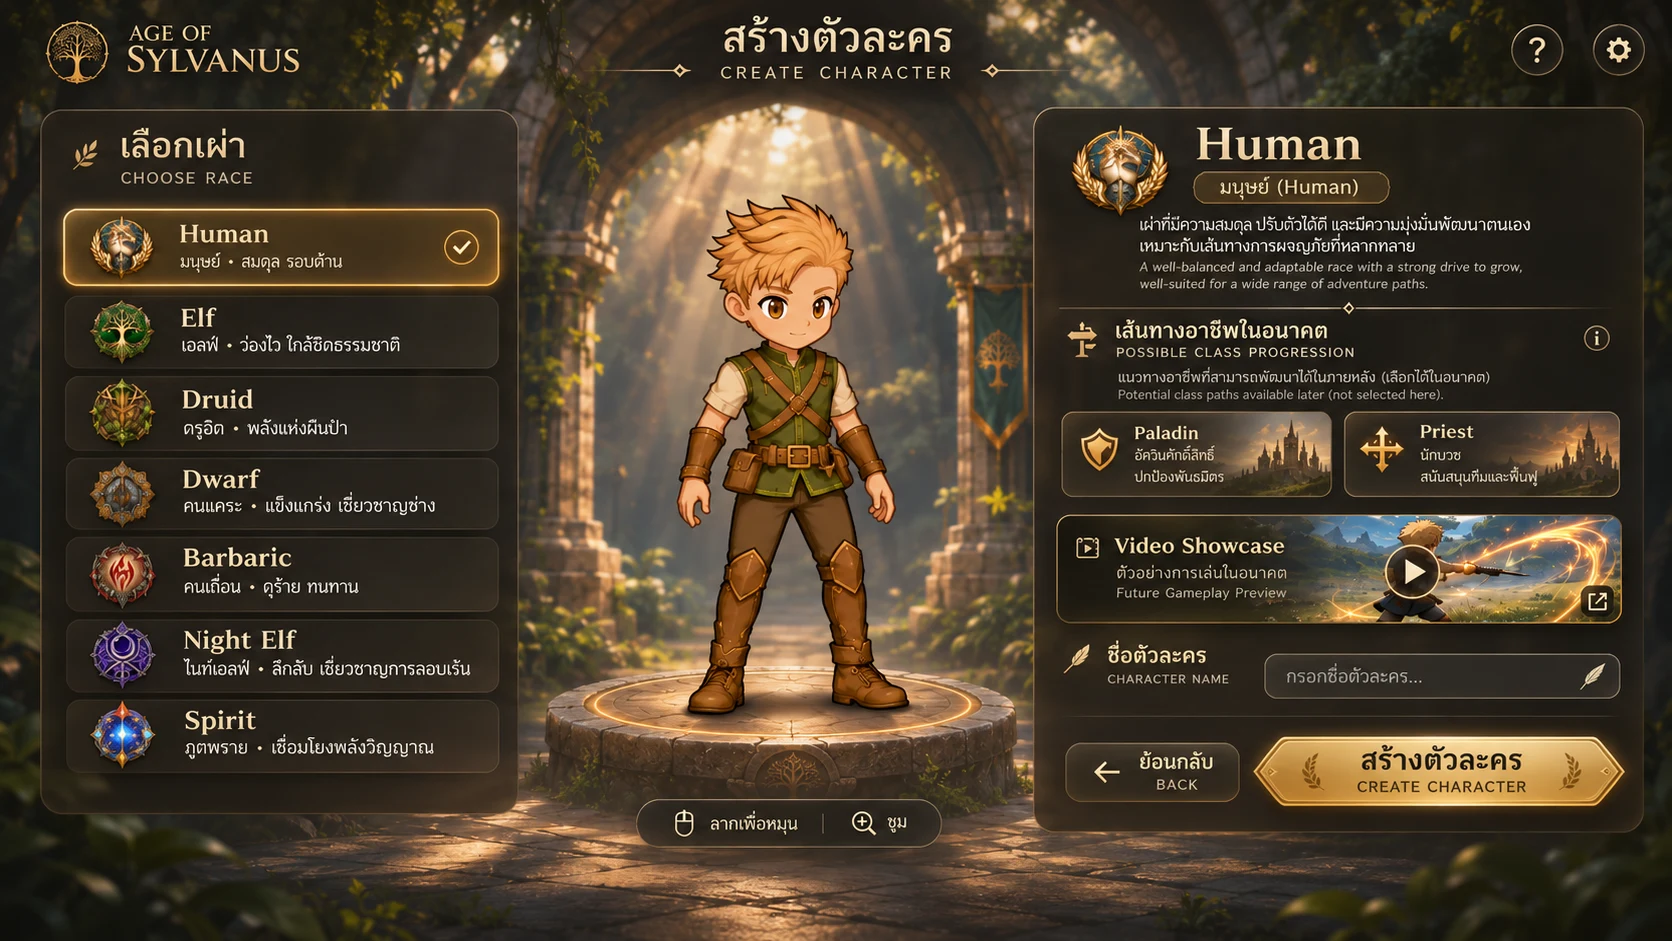 AGE OF
SYLVANUS
สร้างตัวละคร
CREATE CHARACTER
?
เลือกเผ่า
CHOOSE RACE
Human
มนุษย์ • สมดุล รอบด้าน
Elf
เอลฟ์ • ว่องไว ใกล้ชิดธรรมชาติ
Druid
ดรูอิด • พลังแห่งผืนป่า
Dwarf
คนแคระ • แข็งแกร่ง เชี่ยวชาญช่าง
Barbaric
คนเถื่อน • ดุร้าย ทนทาน
Night Elf
ไนท์เอลฟ์ • ลึกลับ เชี่ยวชาญการลอบเร้น
Spirit
ภูตพราย • เชื่อมโยงพลังวิญญาณ
ลากเพื่อหมุน
ซูม
Human
มนุษย์ (Human)
เผ่าที่มีความสมดุล ปรับตัวได้ดี และมีความมุ่งมั่นพัฒนาตนเอง
เหมาะกับเส้นทางการผจญภัยที่หลากหลาย
A well-balanced and adaptable race with a strong drive to grow,
well-suited for a wide range of adventure paths.
เส้นทางอาชีพในอนาคต
POSSIBLE CLASS PROGRESSION
i
แนวทางอาชีพที่สามารถพัฒนาได้ในภายหลัง (เลือกได้ในอนาคต)
Potential class paths available later (not selected here).
Paladin
อัศวินศักดิ์สิทธิ์
ปกป้องพันธมิตร
Priest
นักบวช
สนับสนุนทีมและฟื้นฟู
Video Showcase
ตัวอย่างการเล่นในอนาคต
Future Gameplay Preview
ชื่อตัวละคร
CHARACTER NAME
กรอกชื่อตัวละคร...
ย้อนกลับ
BACK
สร้างตัวละคร
CREATE CHARACTER